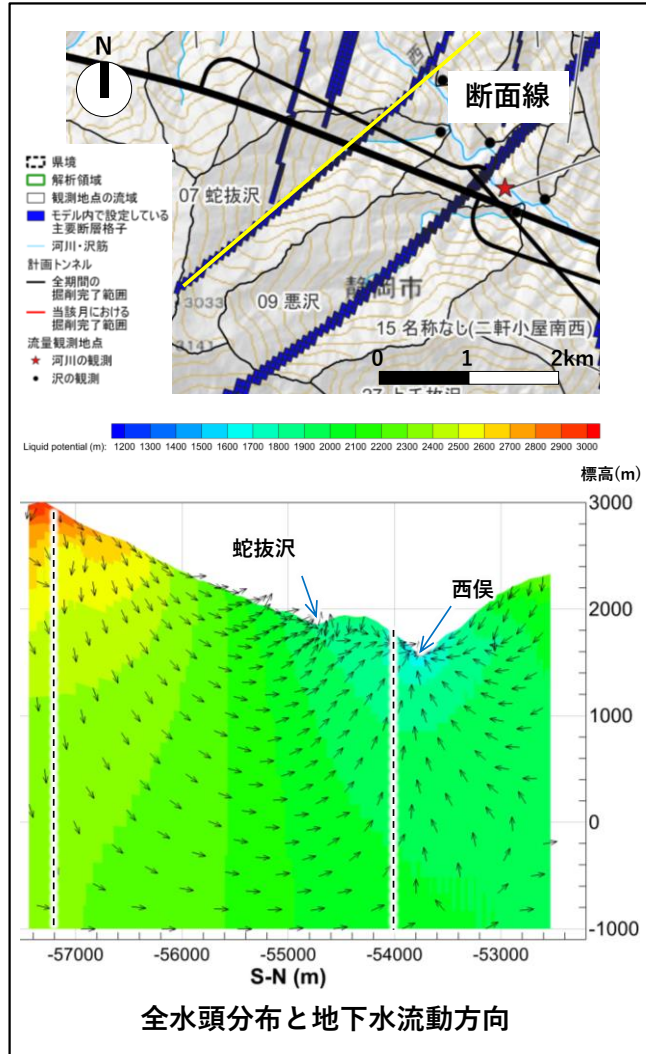 N
断面線
西
県境
解析領域
観測地点の流域
モデル内で設定している
主要断層格子
河川・沢筋
計画トンネル
全期間の
掘削完了範囲
当該月における
掘削完了範囲
流量観測地点
河川の観測
沢の観測
07 蛇抜沢
3033
静岡市
09 悪沢
3141
15 名称なし(二軒小屋南西)
0 1 2km
27 上千枚沢
Liquid potential (m): 1200 1300 1400 1500 1600 1700 1800 1900 2000 2100 2200 2300 2400 2500 2600 2700 2800 2900 3000
標高(m)
3000
蛇抜沢
西俣
2000
1000
0
-1000
-57000 -56000 -55000 -54000 -53000
S-N (m)
全水頭分布と地下水流動方向